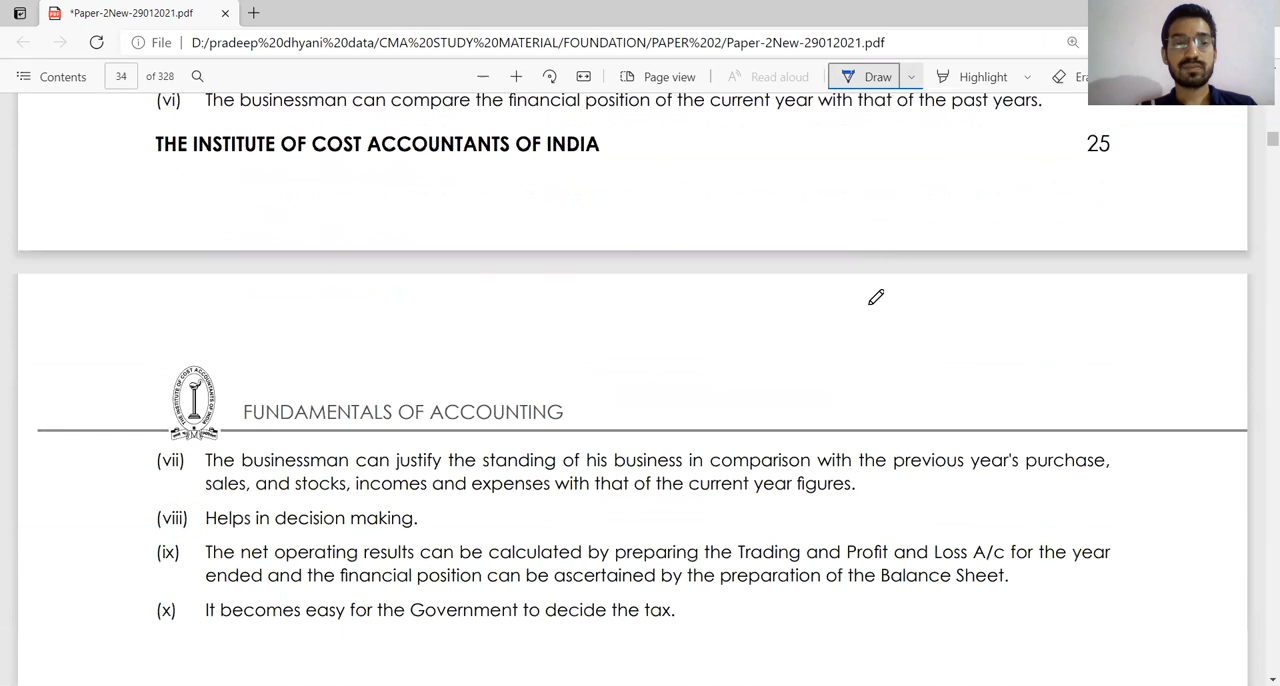 *Paper-2New-29012021.pdf
File | D:/pradeep%20dhyani%20data/CMA%20STUDY%20MATERIAL/FOUNDATION/PAPER%202/Paper-2New-29012021.pdf
Contents 34 of 328 Page view Read aloud Draw Highlight Era
(vi) The businessman can compare the financial position of the current year with that of the past years.
THE INSTITUTE OF COST ACCOUNTANTS OF INDIA 25
FUNDAMENTALS OF ACCOUNTING
(vii) The businessman can justify the standing of his business in comparison with the previous year's purchase,
sales, and stocks, incomes and expenses with that of the current year figures.
(viii) Helps in decision making.
(ix) The net operating results can be calculated by preparing the Trading and Profit and Loss A/c for the year
ended and the financial position can be ascertained by the preparation of the Balance Sheet.
(x) It becomes easy for the Government to decide the tax.